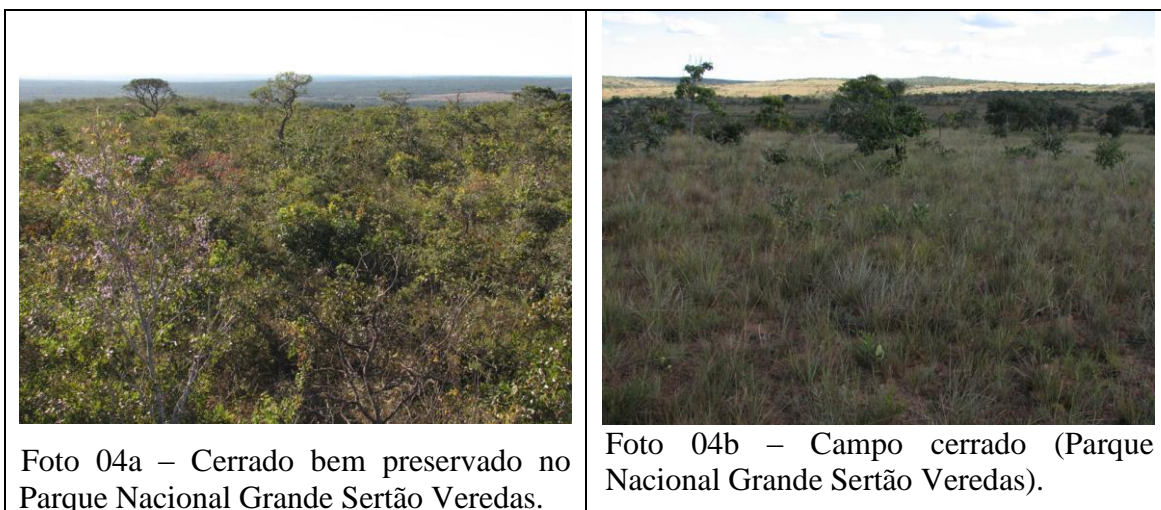 Foto 04a – Cerrado bem preservado no
Parque Nacional Grande Sertão Veredas.
Foto 04b – Campo cerrado (Parque
Nacional Grande Sertão Veredas).